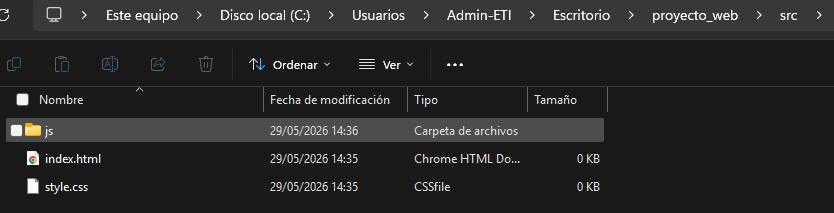 Este equipo > Disco local (C:) > Usuarios > Admin-ETI > Escritorio > proyecto_web > src >
Ordenar Ver ...
Nombre Fecha de modificación Tipo Tamaño
js 29/05/2026 14:36 Carpeta de archivos
index.html 29/05/2026 14:35 Chrome HTML Do... 0 KB
style.css 29/05/2026 14:35 CSSfile 0 KB